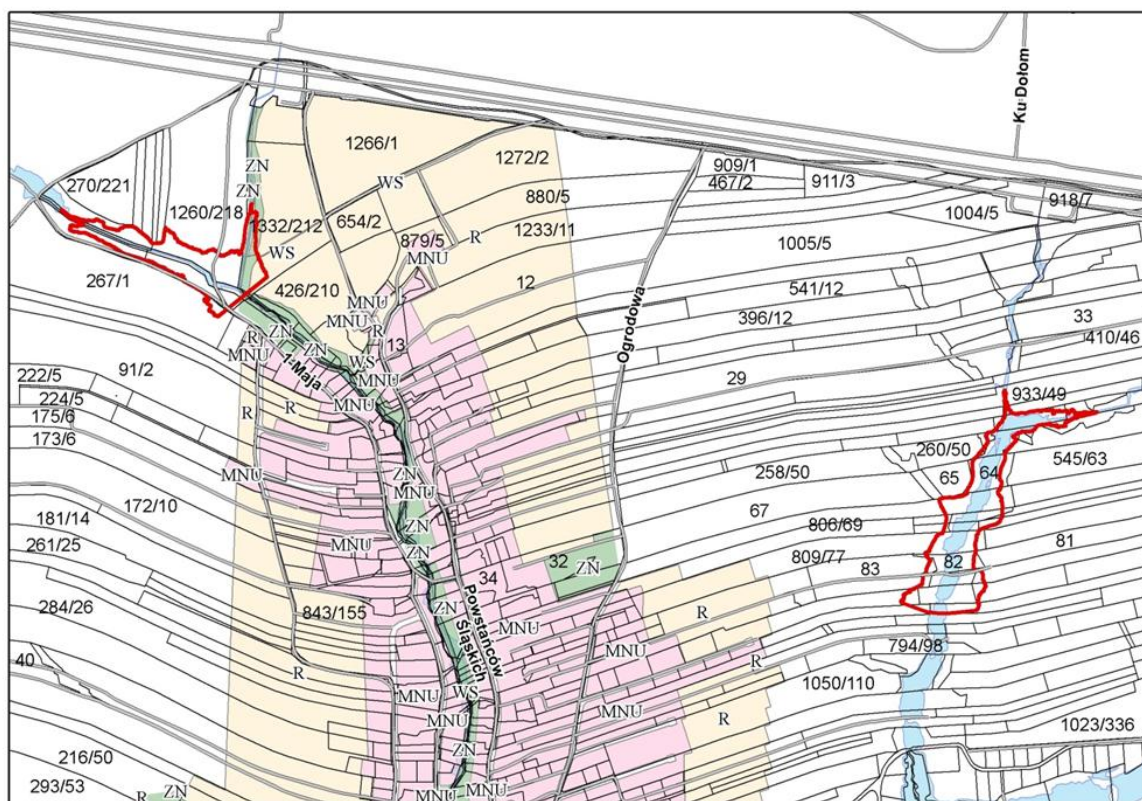 Ku Dołom
ZN
1266/1
1272/2
909/1
467/2
911/3
270/221
ZN
WS
880/5
918/7
1260/218
1332/212
654/2
1004/5
1233/11
WS
879/5
R
1005/5
267/1
MNU
12
426/210
541/12
MNU
Ogrodowa
396/12
33
ZN
MNU
R
13
410/46
R
MNU
ZN
WS
1-Maja
222/5
91/2
MNU
29
224/5
R
MNU
933/49
175/6
R
173/6
260/50
545/63
MNU
ZN
258/50
65
64
MNU
172/10
67
181/14
ZN
806/69
MNU
81
261/25
ZN
32
ZN
809/77
83
82
34
284/26
ZN
Powstańców
Śląskich
R
843/155
MNU
794/98
MNU
40
R
R
1050/110
MNU
WS
MNU
MNU
R
1023/336
216/50
ZN
293/53
R
ZN
MNU
MNU